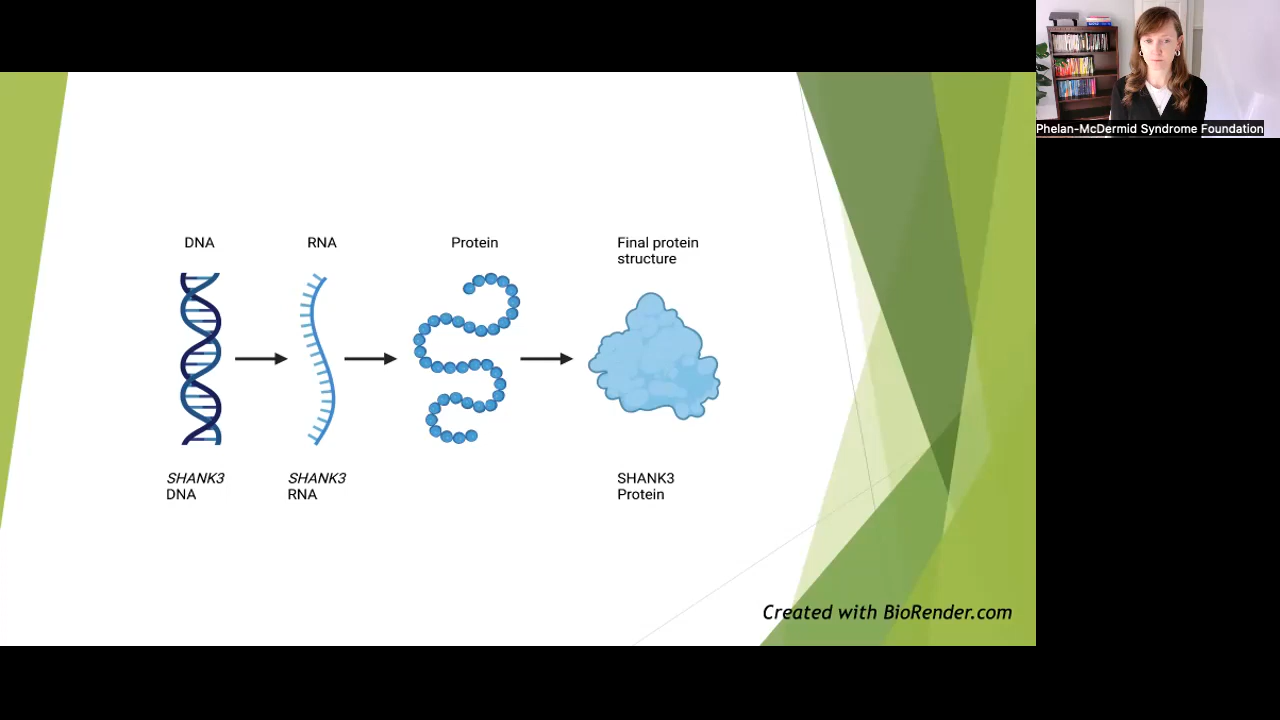 DNA
RNA
Protein
Final protein
structure
SHANK3
DNA
SHANK3
RNA
SHANK3
Protein
Created with BioRender.com
Phelan-McDermid Syndrome Foundation